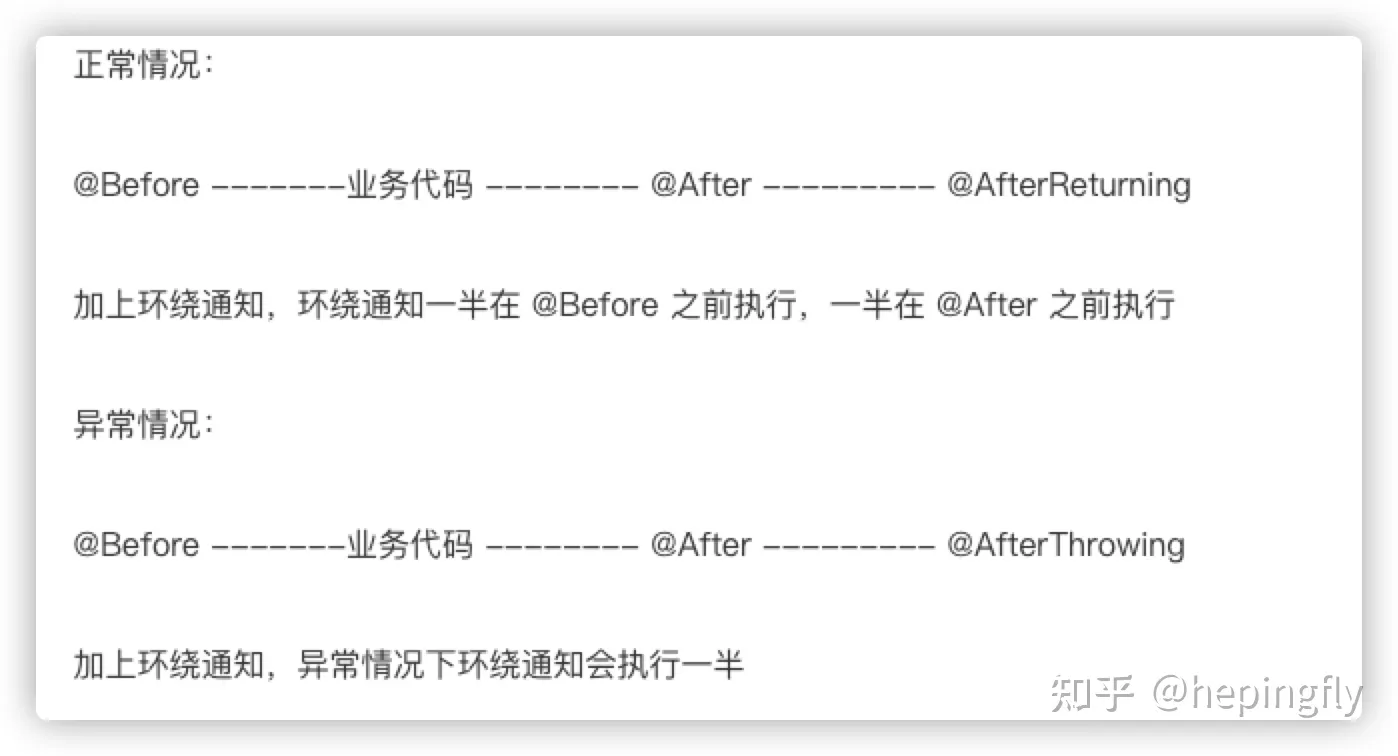 正常情况：
@Before -------业务代码 -------- @After --------- @AfterReturning
加上环绕通知，环绕通知一半在 @Before 之前执行，一半在 @After 之前执行
异常情况：
@Before -------业务代码 -------- @After --------- @AfterThrowing
加上环绕通知，异常情况下环绕通知会执行一半
知乎 @hepingfly